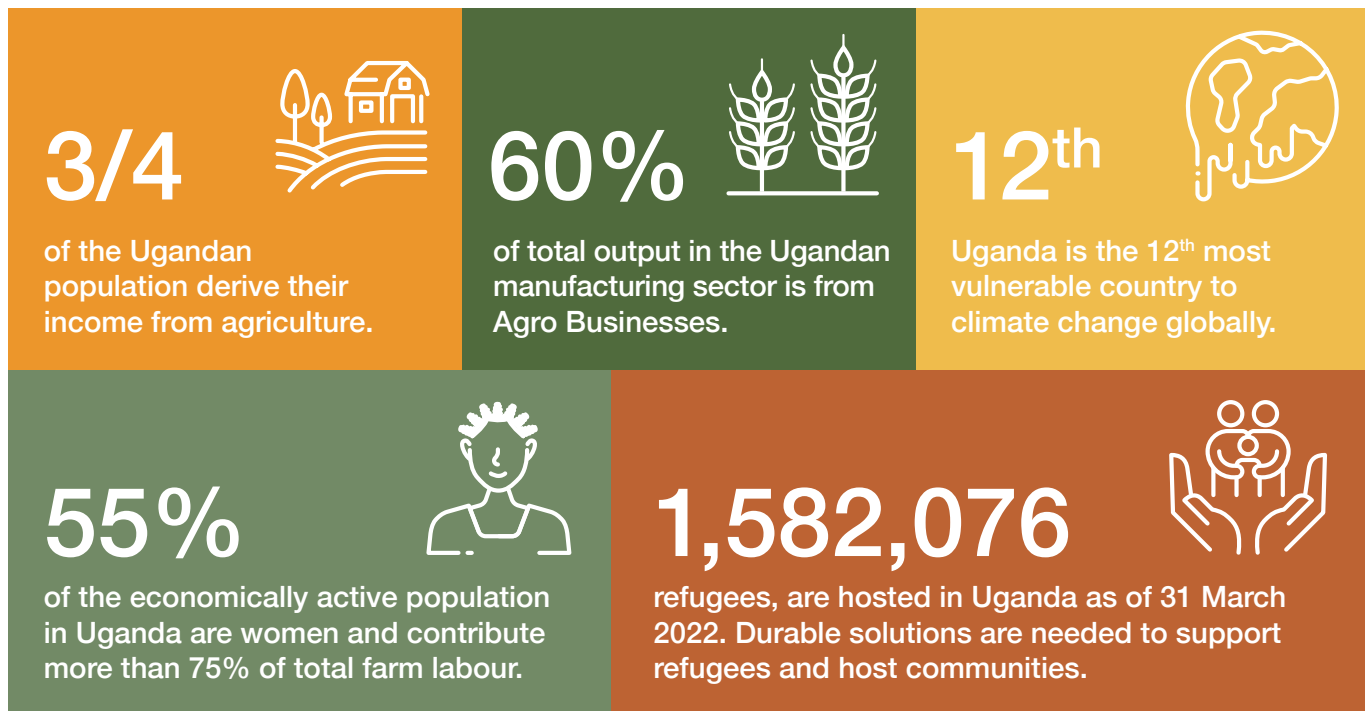 3/4
of the Ugandan
population derive their
income from agriculture.
60%
of total output in the Ugandan
manufacturing sector is from
Agro Businesses.
12th
Uganda is the 12th most
vulnerable country to
climate change globally.
55%
of the economically active population
in Uganda are women and contribute
more than 75% of total farm labour.
1,582,076
refugees, are hosted in Uganda as of 31 March
2022. Durable solutions are needed to support
refugees and host communities.